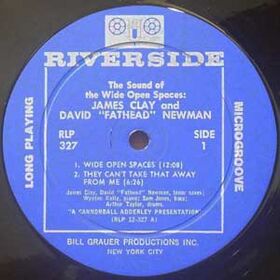 RIVERSIDE
The Sound of
the Wide Open Spaces:
JAMES CLAY and
DAVID "FATHEAD" NEWMAN
RLP
327
SIDE
1
LONG PLAYING
MICROGROOVE
1. WIDE OPEN SPACES (12:08)
2. THEY CAN'T TAKE THAT AWAY
FROM ME (6:26)
James Clay, David "Fathead" Newman, tenor saxes;
Wynton Kelly, piano; Sam Jones, bass;
Arthur Taylor, drums
"A CANNONBALL ADDERLEY PRESENTATION"
(RLP 12-327 A)
BILL GRAUER PRODUCTIONS INC.
NEW YORK CITY